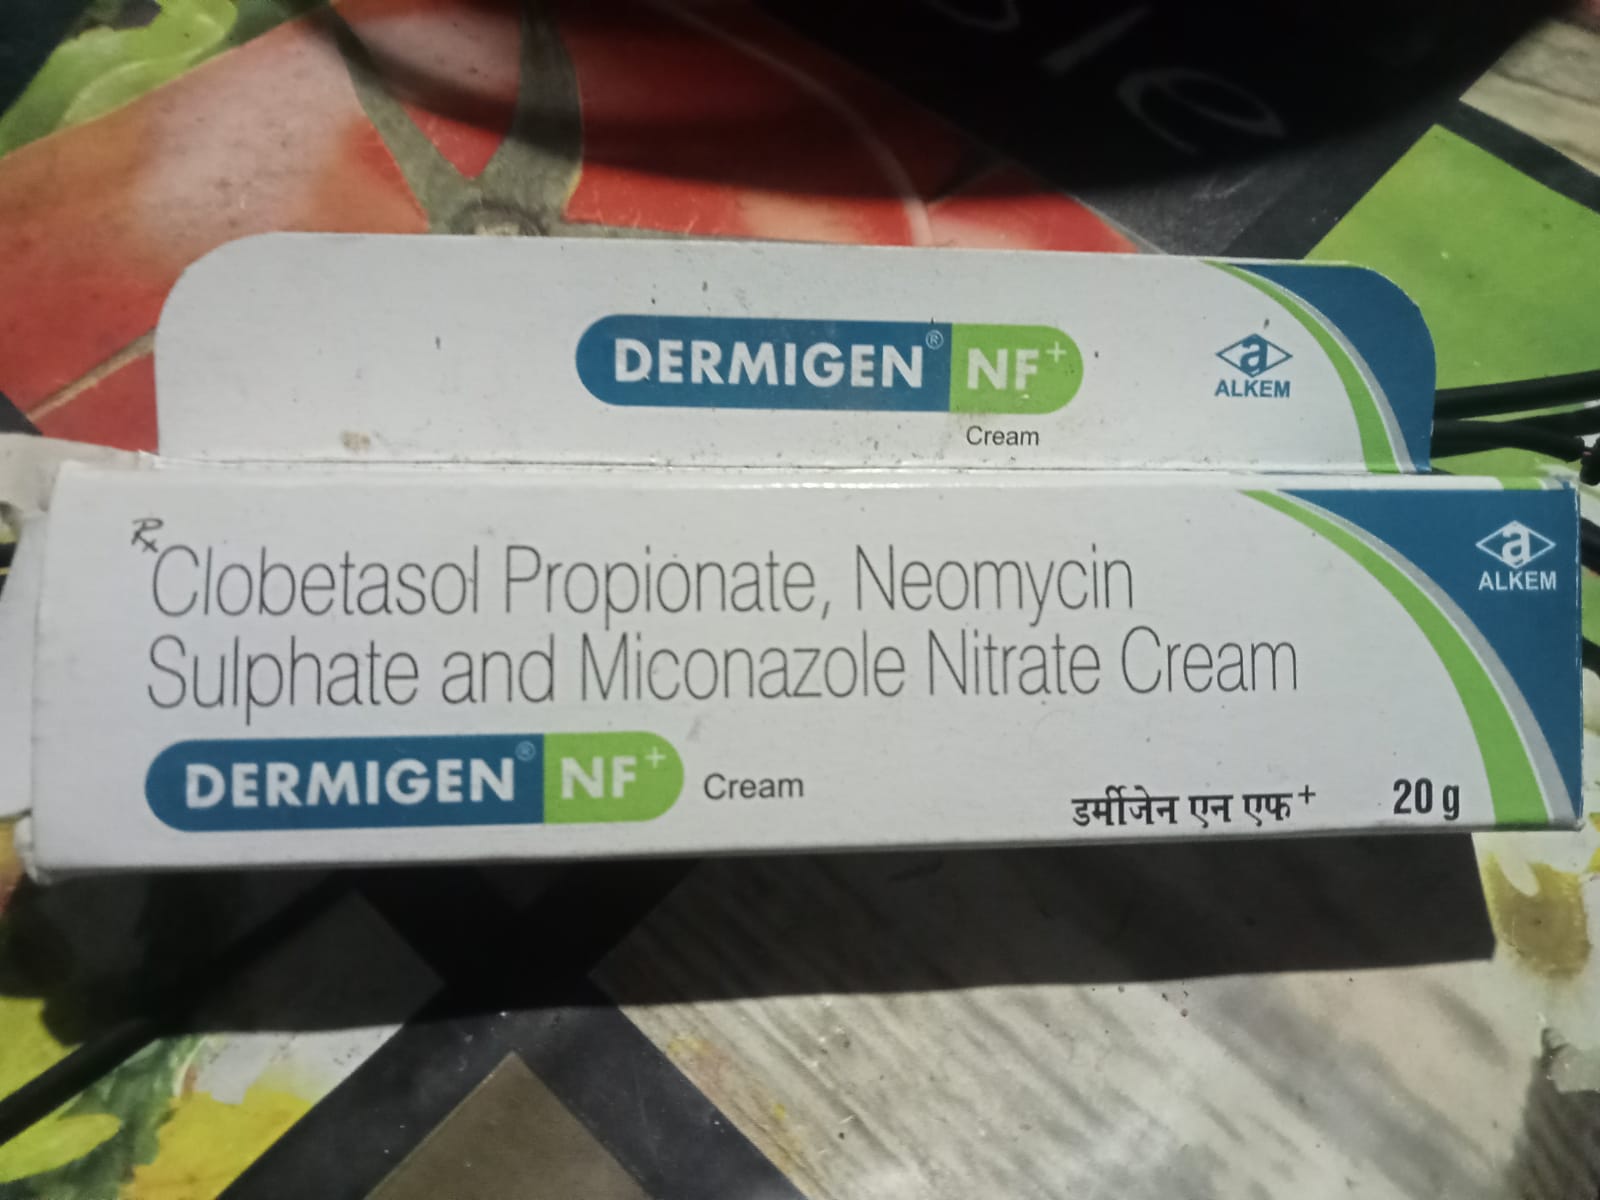 DERMIGEN® NF+
Cream
a
ALKEM
Rx
Clobetasol Propionate, Neomycin
Sulphate and Miconazole Nitrate Cream
DERMIGEN® NF+ Cream
डर्मीजेन एन एफ+ 20 g
a
ALKEM